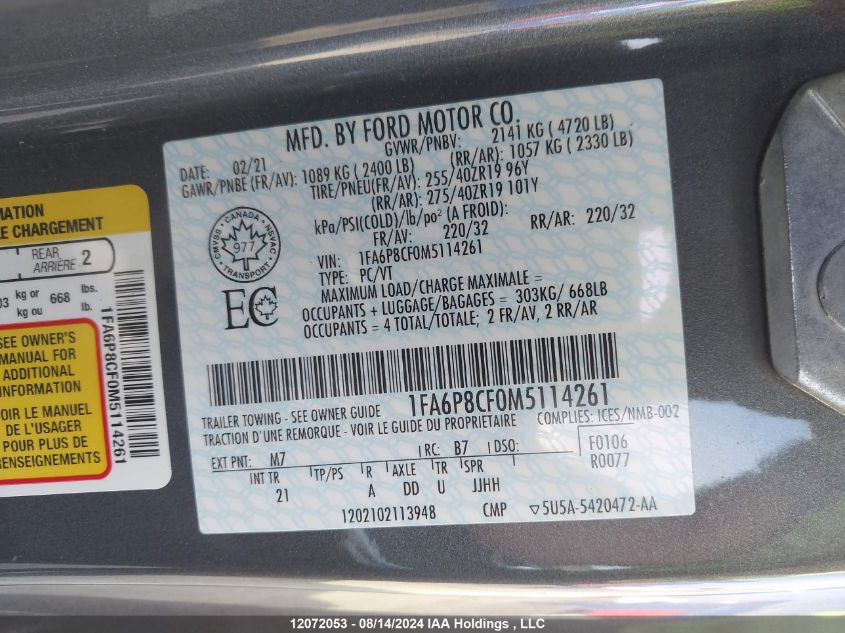 MATION
E CHARGEMENT
REAR
ARRIÈRE 2
03 kg or 668 lbs.
kg ou lb.
SEE OWNER'S
MANUAL FOR
ADDITIONAL
INFORMATION
VOIR LE MANUEL
DE L'USAGER
POUR PLUS DE
RENSEIGNEMENTS
1FA6P8CF0M5114261
MFD. BY FORD MOTOR CO.
DATE: 02/21 GVWR/PNBV: 2141 KG ( 4720 LB)
GAWR/PNBE (FR/AV): 1089 KG ( 2400 LB) (RR/AR): 1057 KG ( 2330 LB)
TIRE/PNEU(FR/AV): 255/40ZR19 96Y
(RR/AR): 275/40ZR19 101Y
kPa/PSI(COLD)/lb/po² (A FROID):
FR/AV: 220/32 RR/AR: 220/32
VIN: 1FA6P8CF0M5114261
TYPE: PC/VT
MAXIMUM LOAD/CHARGE MAXIMALE =
OCCUPANTS + LUGGAGE/BAGAGES = 303KG/ 668LB
OCCUPANTS = 4 TOTAL/TOTALE; 2 FR/AV, 2 RR/AR
CMVSS • CANADA • NSVAC
977
TRANSPORT
EC
1FA6P8CF0M5114261
TRAILER TOWING - SEE OWNER GUIDE
TRACTION D'UNE REMORQUE - VOIR GUIDE DU PROPRIETAIRE
COMPLIES: ICES/NMB-002
EXT PNT: M7 RC: B7 DSO: F0106
R0077
INT TR TP/PS R AXLE TR SPR
21 A DD U JJHH
1202102113948 CMP ▽5U5A-5420472-AA
12072053 - 08/14/2024 IAA Holdings , LLC